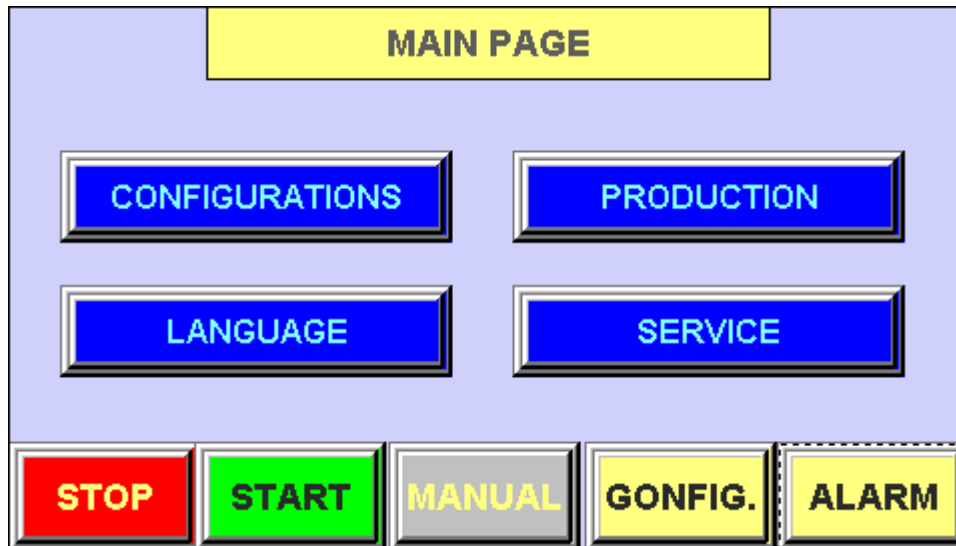 MAIN PAGE
CONFIGURATIONS
PRODUCTION
LANGUAGE
SERVICE
STOP
START
MANUAL
GONFIG.
ALARM